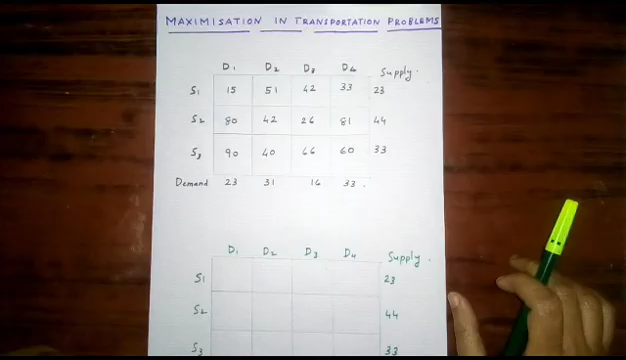 MAXIMISATION IN TRANSPORTATION PROBLEMS
D1 D2 D3 D4 Supply.
S1 15 51 42 33 23
S2 80 42 26 81 44
S3 90 40 66 60 33
Demand 23 31 16 33.
D1 D2 D3 D4 Supply.
S1 23
S2 44
S3 33